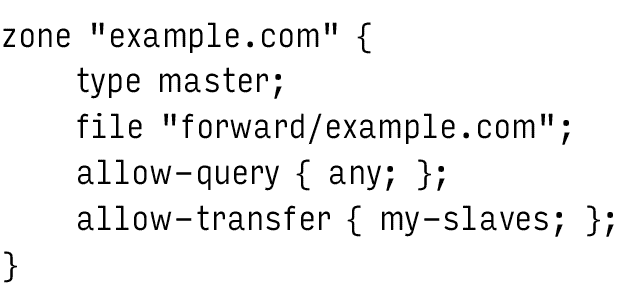 zone "example.com" {
    type master;
    file "forward/example.com";
    allow-query { any; };
    allow-transfer { my-slaves; };
}